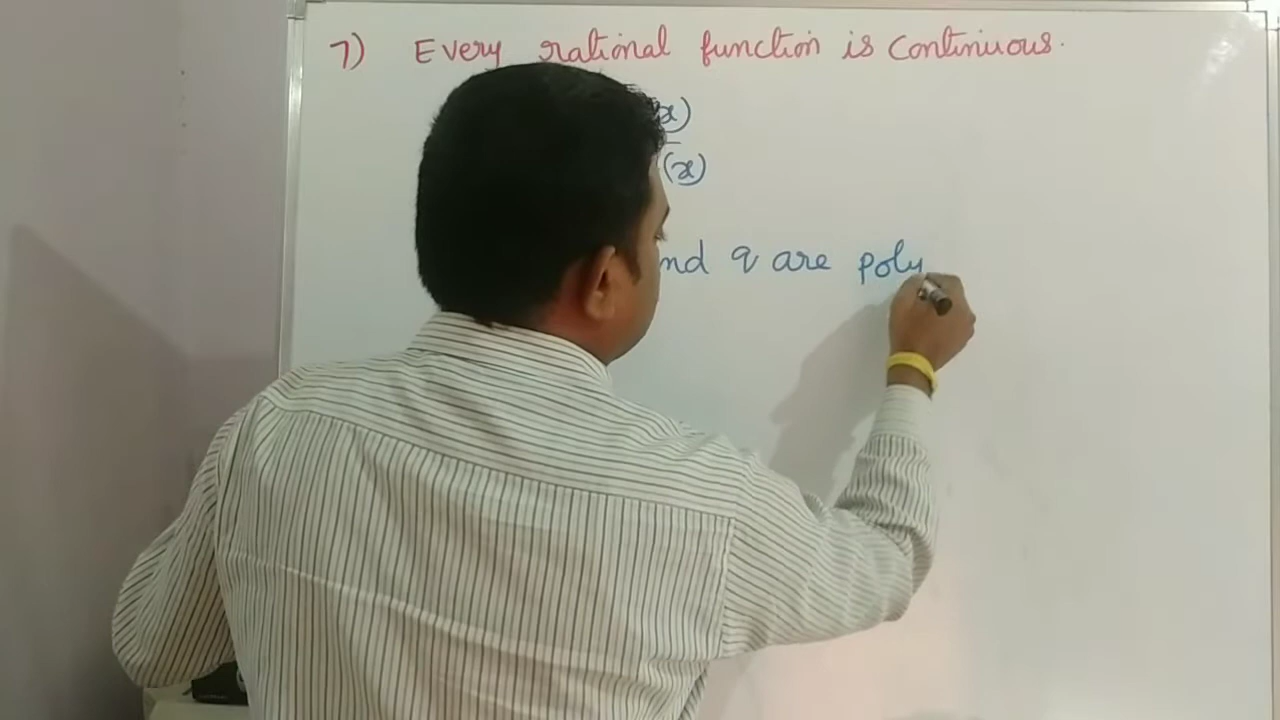 7) Every rational function is continuous.
x)
(x)
nd q are poly